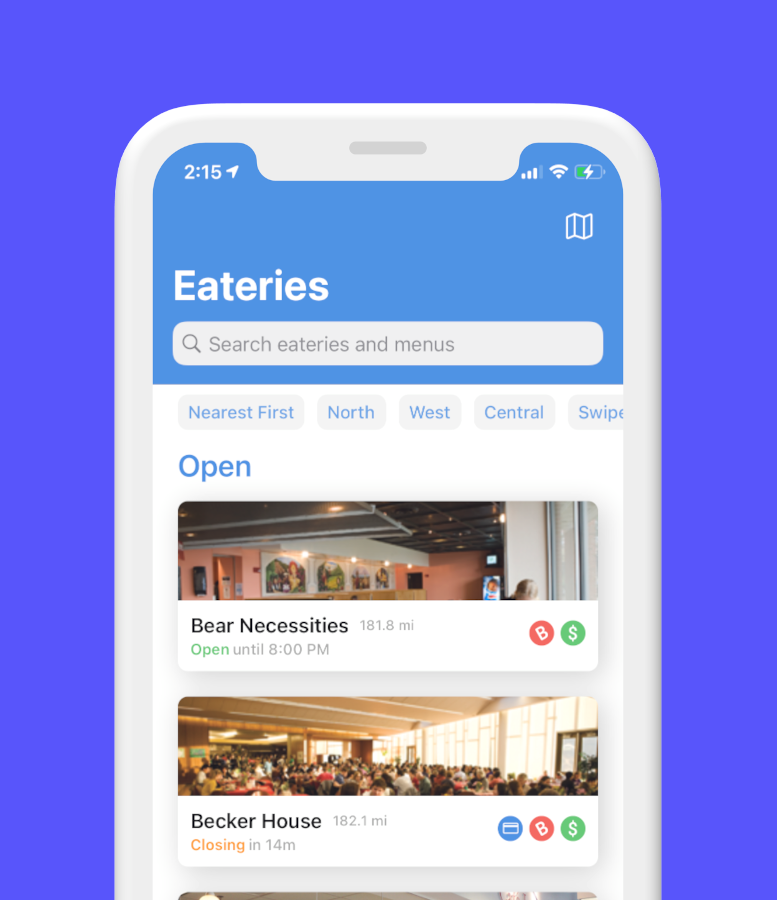 2:15
Eateries
Search eateries and menus
Nearest First North West Central Swipe
Open
Bear Necessities 181.8 mi
B $
Open until 8:00 PM
Becker House 182.1 mi
B $
Closing in 14m